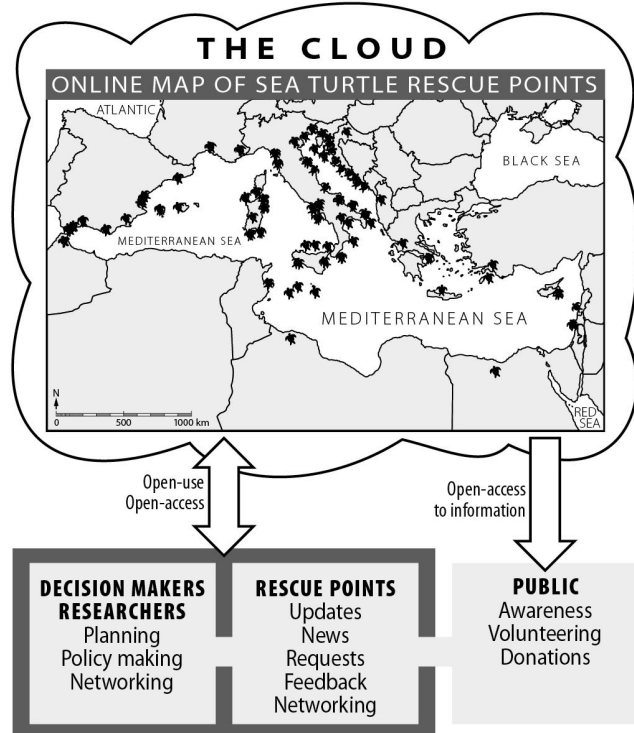 THE CLOUD
ONLINE MAP OF SEA TURTLE RESCUE POINTS
ATLANTIC
BLACK SEA
MEDITERRANEAN SEA
MEDITERRANEAN SEA
RED
SEA
N
0 500 1000 km
Open-use
Open-access
Open-access
to information
DECISION MAKERS
RESEARCHERS
Planning
Policy making
Networking
RESCUE POINTS
Updates
News
Requests
Feedback
Networking
PUBLIC
Awareness
Volunteering
Donations